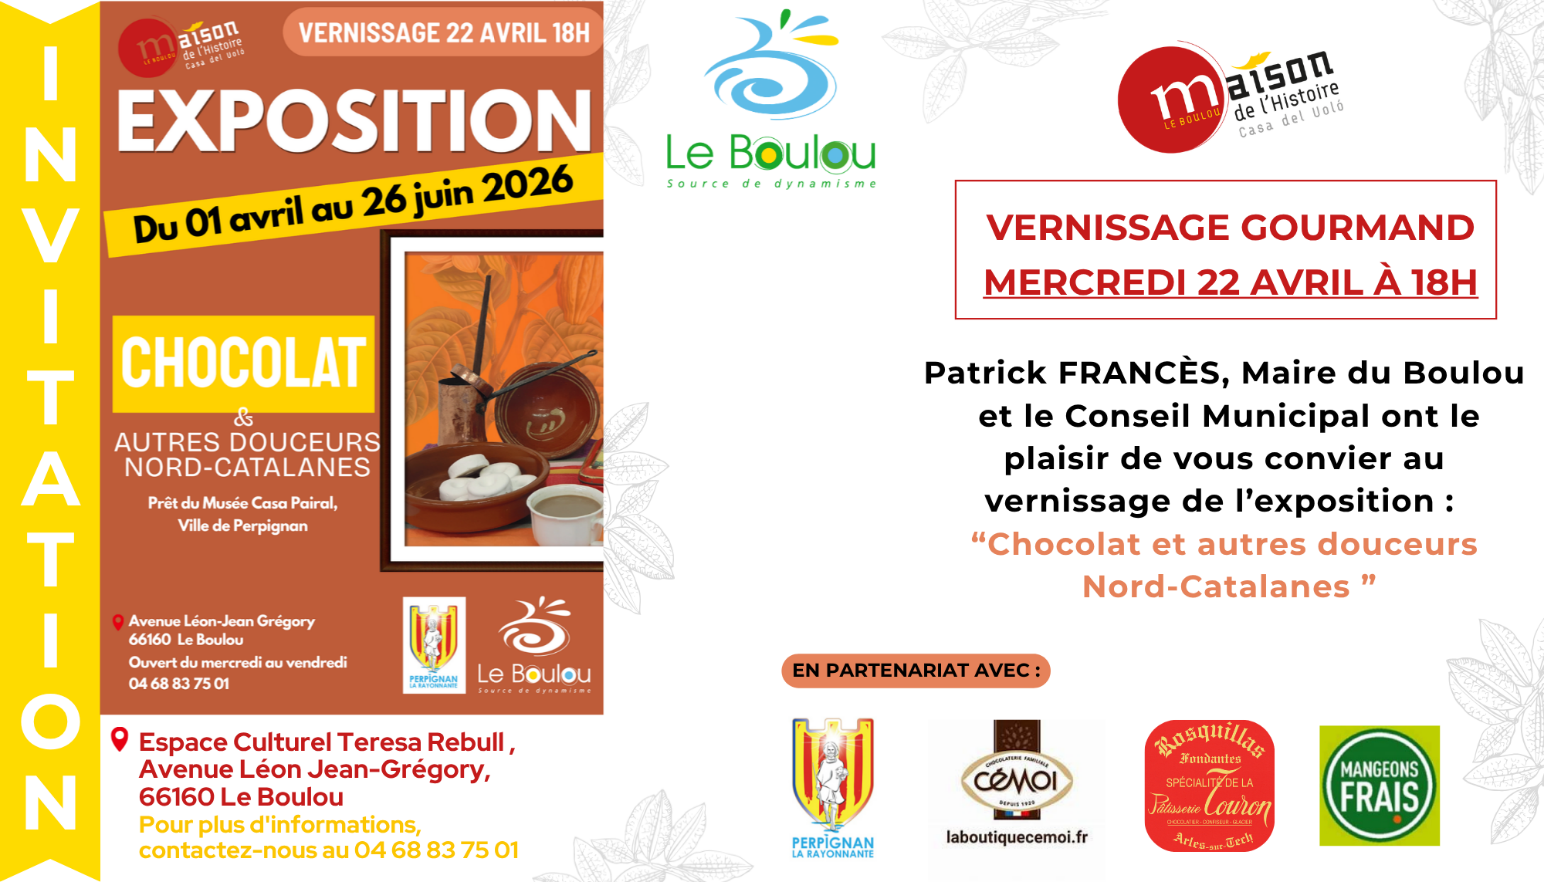 INVITATION
maison
de l'Histoire
LE BOULOU
Casa del Voló
VERNISSAGE 22 AVRIL 18H
EXPOSITION
Du 01 avril au 26 juin 2026
CHOCOLAT
&
AUTRES DOUCEURS
NORD-CATALANES
Prêt du Musée Casa Pairal,
Ville de Perpignan
Avenue Léon-Jean Grégory
66160 Le Boulou
Ouvert du mercredi au vendredi
04 68 83 75 01
PERPIGNAN
LA RAYONNANTE
Le Boulou
Source de dynamisme
Espace Culturel Teresa Rebull ,
Avenue Léon Jean-Grégory,
66160 Le Boulou
Pour plus d'informations,
contactez-nous au 04 68 83 75 01
Le Boulou
Source de dynamisme
maison
de l'Histoire
LE BOULOU
Casa del Voló
VERNISSAGE GOURMAND
MERCREDI 22 AVRIL À 18H
Patrick FRANCÈS, Maire du Boulou
et le Conseil Municipal ont le
plaisir de vous convier au
vernissage de l’exposition :
“Chocolat et autres douceurs
Nord-Catalanes ”
EN PARTENARIAT AVEC :
PERPIGNAN
LA RAYONNANTE
CHOCOLATERIE FAMILIALE
CÉMOI
DEPUIS 1920
laboutiquecemoi.fr
Rosquillas
Fondantes
SPÉCIALITÉ DE LA
Pâtisserie Touron
CHOCOLATIER - CONFISEUR - GLACIER
Arles-sur-Tech
MANGEONS
FRAIS